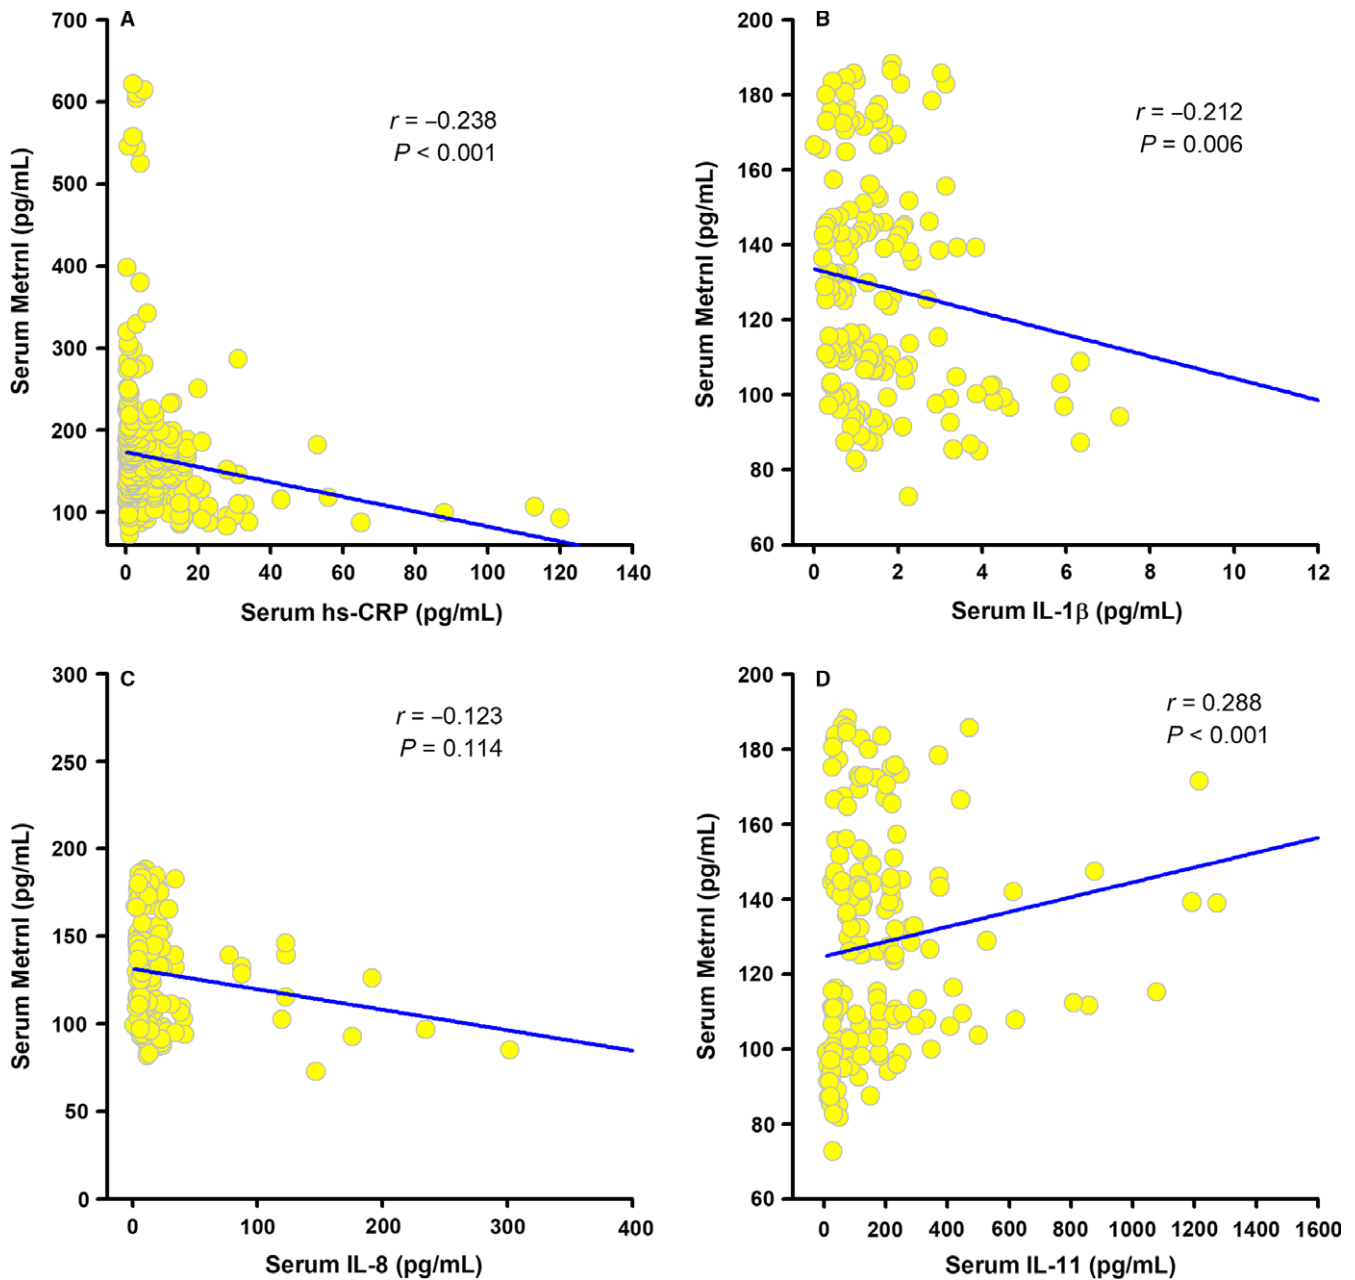 A
700
600
500
400
300
200
100
Serum Metrnl (pg/mL)
r = –0.238
P < 0.001
0 20 40 60 80 100 120 140
Serum hs-CRP (pg/mL)
B
200
180
160
140
120
100
80
60
Serum Metrnl (pg/mL)
r = –0.212
P = 0.006
0 2 4 6 8 10 12
Serum IL-1β (pg/mL)
C
300
250
200
150
100
50
0
Serum Metrnl (pg/mL)
r = –0.123
P = 0.114
0 100 200 300 400
Serum IL-8 (pg/mL)
D
200
180
160
140
120
100
80
60
Serum Metrnl (pg/mL)
r = 0.288
P < 0.001
0 200 400 600 800 1000 1200 1400 1600
Serum IL-11 (pg/mL)